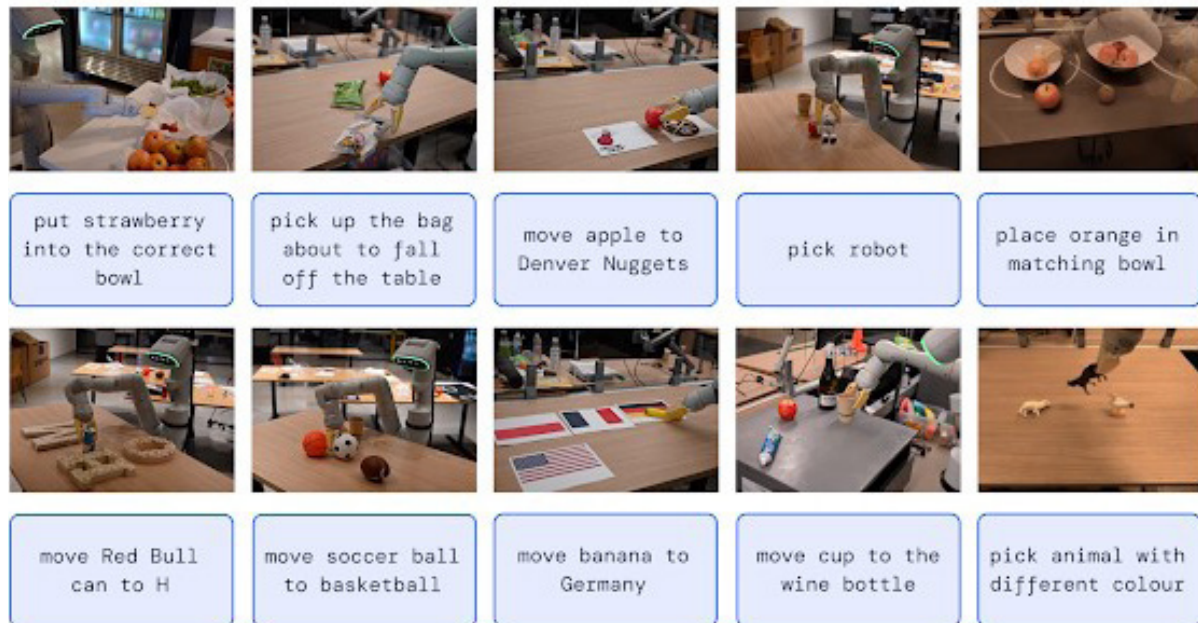 put strawberry
into the correct
bowl
pick up the bag
about to fall
off the table
move apple to
Denver Nuggets
pick robot
place orange in
matching bowl
move Red Bull
can to H
move soccer ball
to basketball
move banana to
Germany
move cup to the
wine bottle
pick animal with
different colour